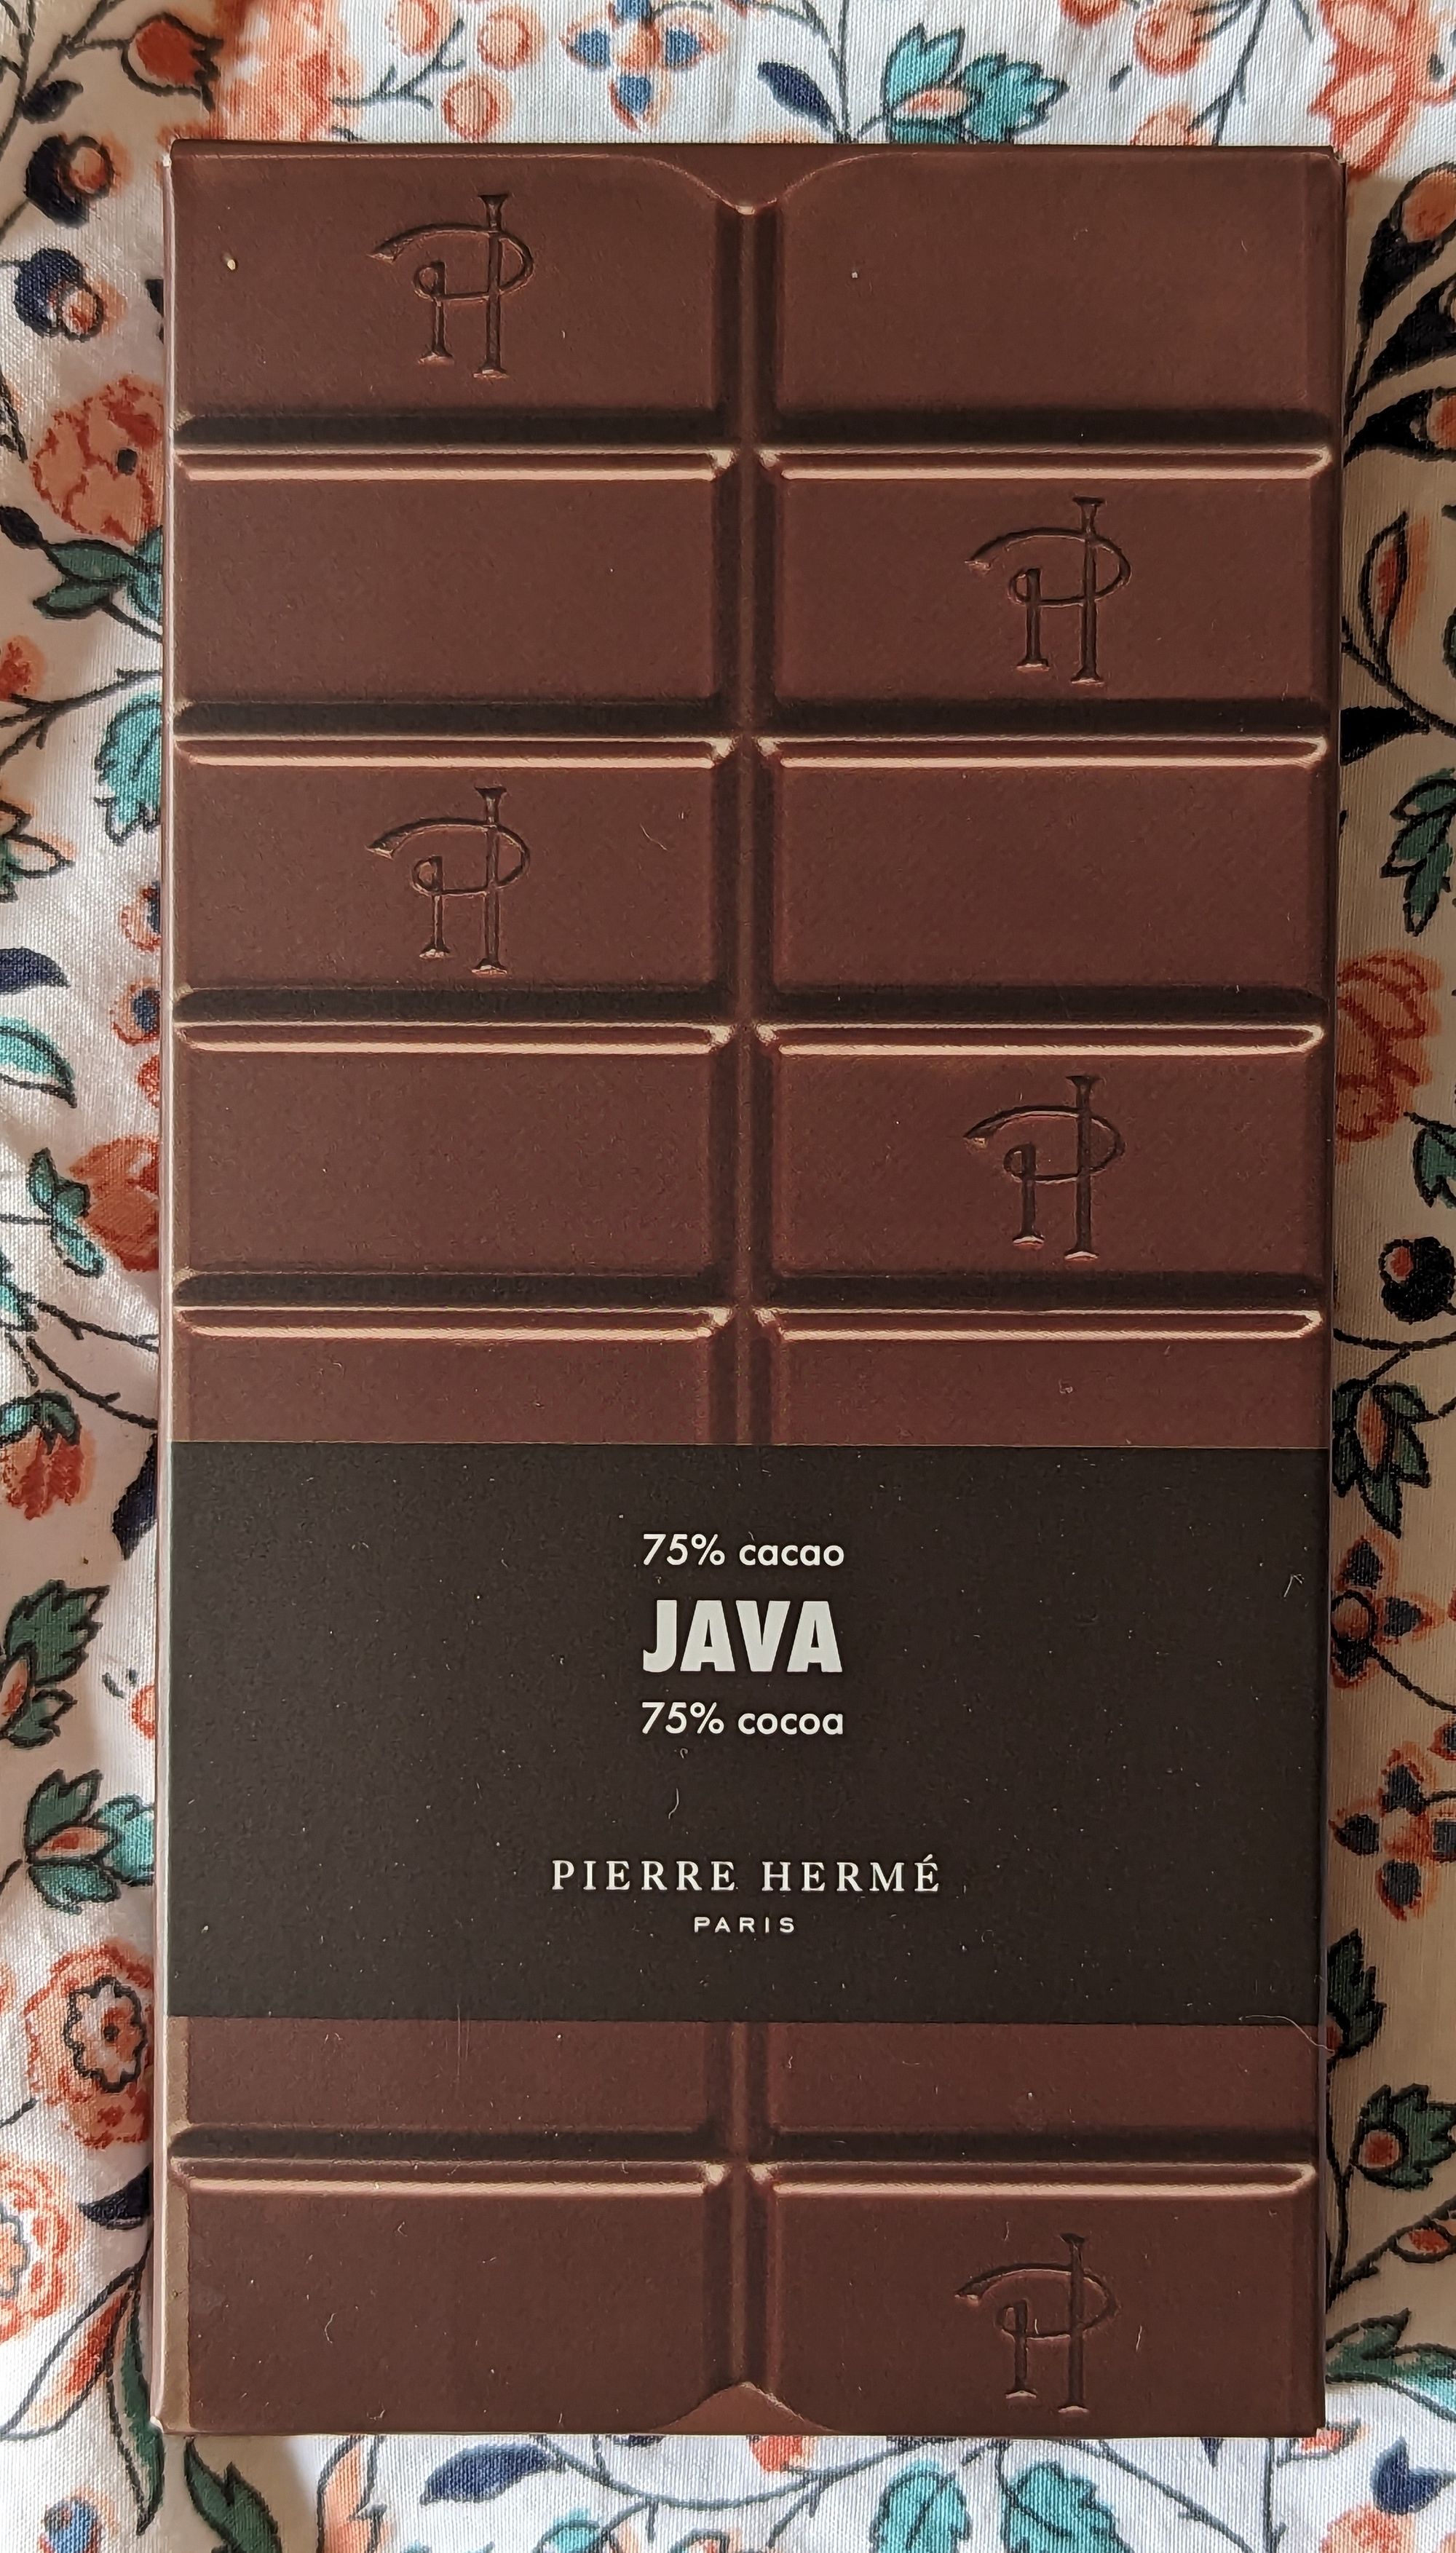 75% cacao
JAVA
75% cocoa
PIERRE HERMÉ
PARIS